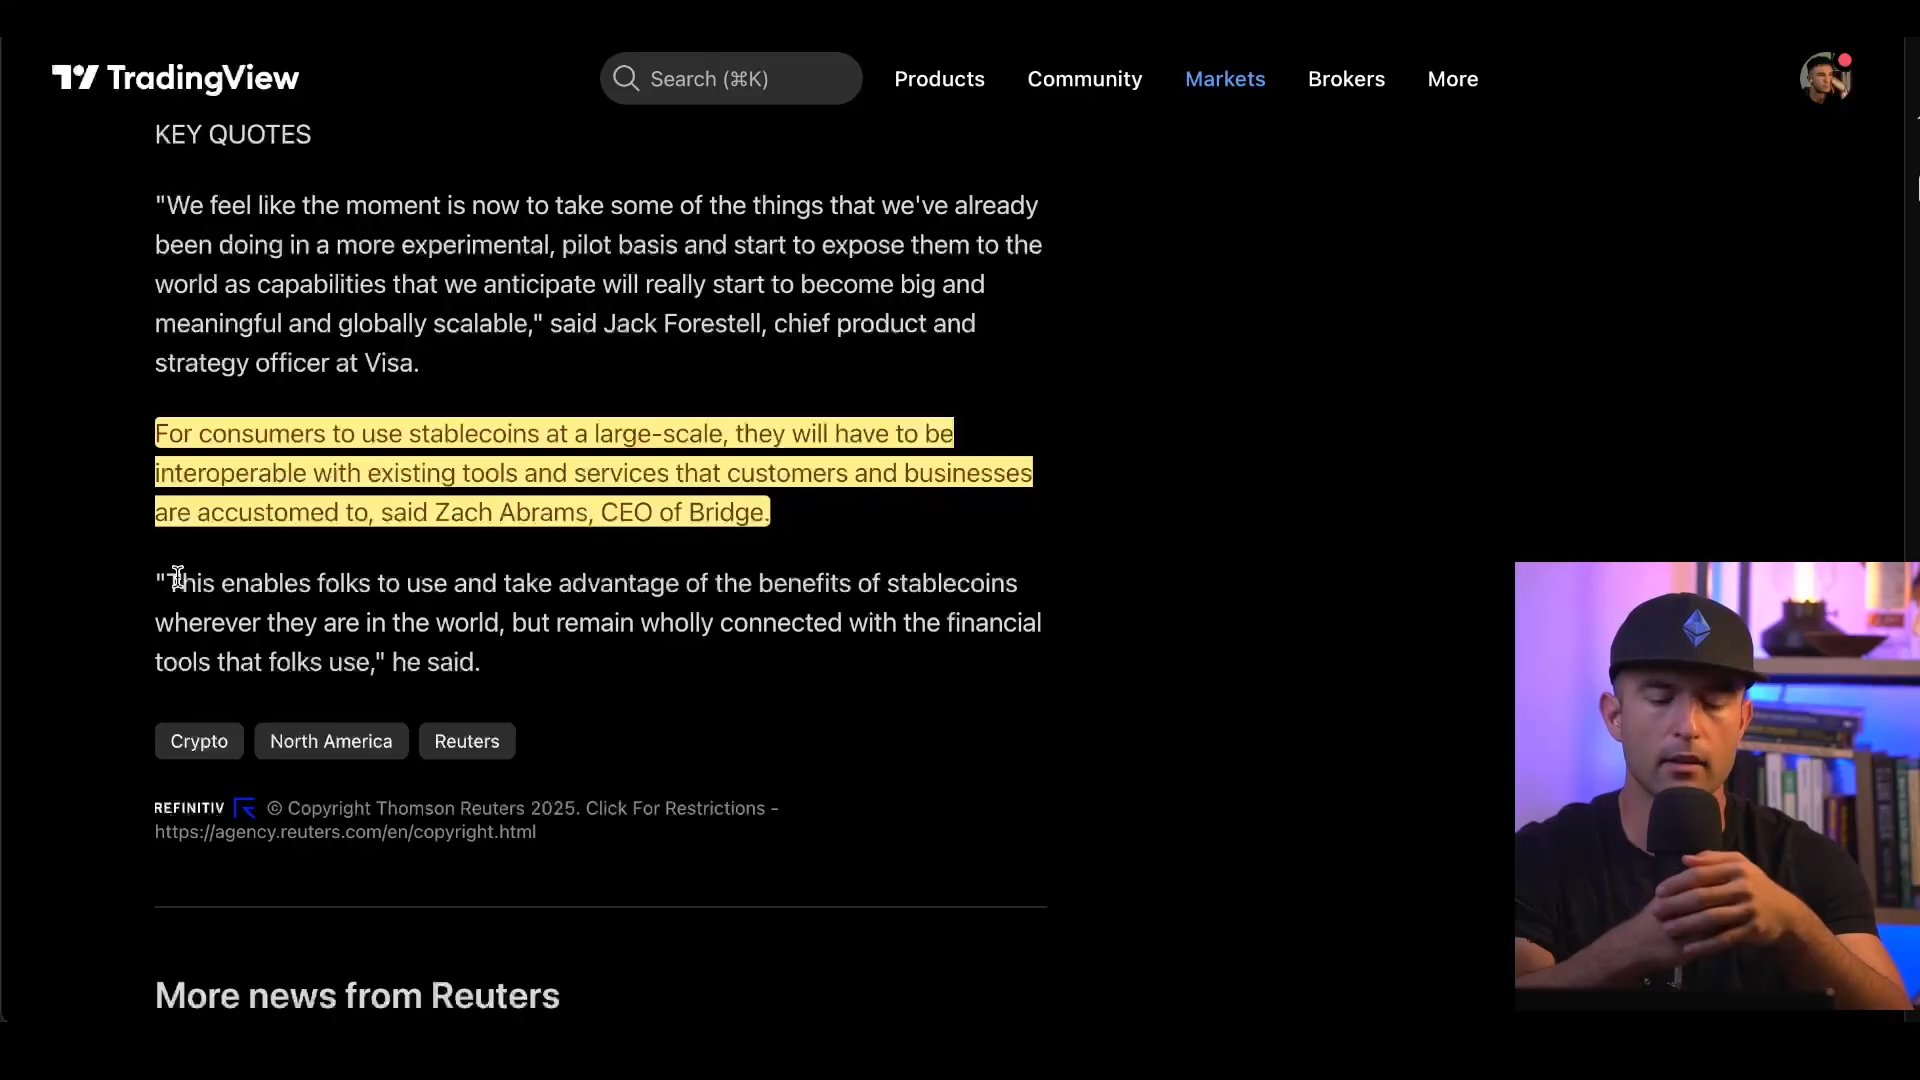 TradingView
Search (⌘K)
Products
Community
Markets
Brokers
More
KEY QUOTES
"We feel like the moment is now to take some of the things that we've already
been doing in a more experimental, pilot basis and start to expose them to the
world as capabilities that we anticipate will really start to become big and
meaningful and globally scalable," said Jack Forestell, chief product and
strategy officer at Visa.
For consumers to use stablecoins at a large-scale, they will have to be
interoperable with existing tools and services that customers and businesses
are accustomed to, said Zach Abrams, CEO of Bridge.
"This enables folks to use and take advantage of the benefits of stablecoins
wherever they are in the world, but remain wholly connected with the financial
tools that folks use," he said.
Crypto
North America
Reuters
REFINITIV © Copyright Thomson Reuters 2025. Click For Restrictions -
https://agency.reuters.com/en/copyright.html
More news from Reuters